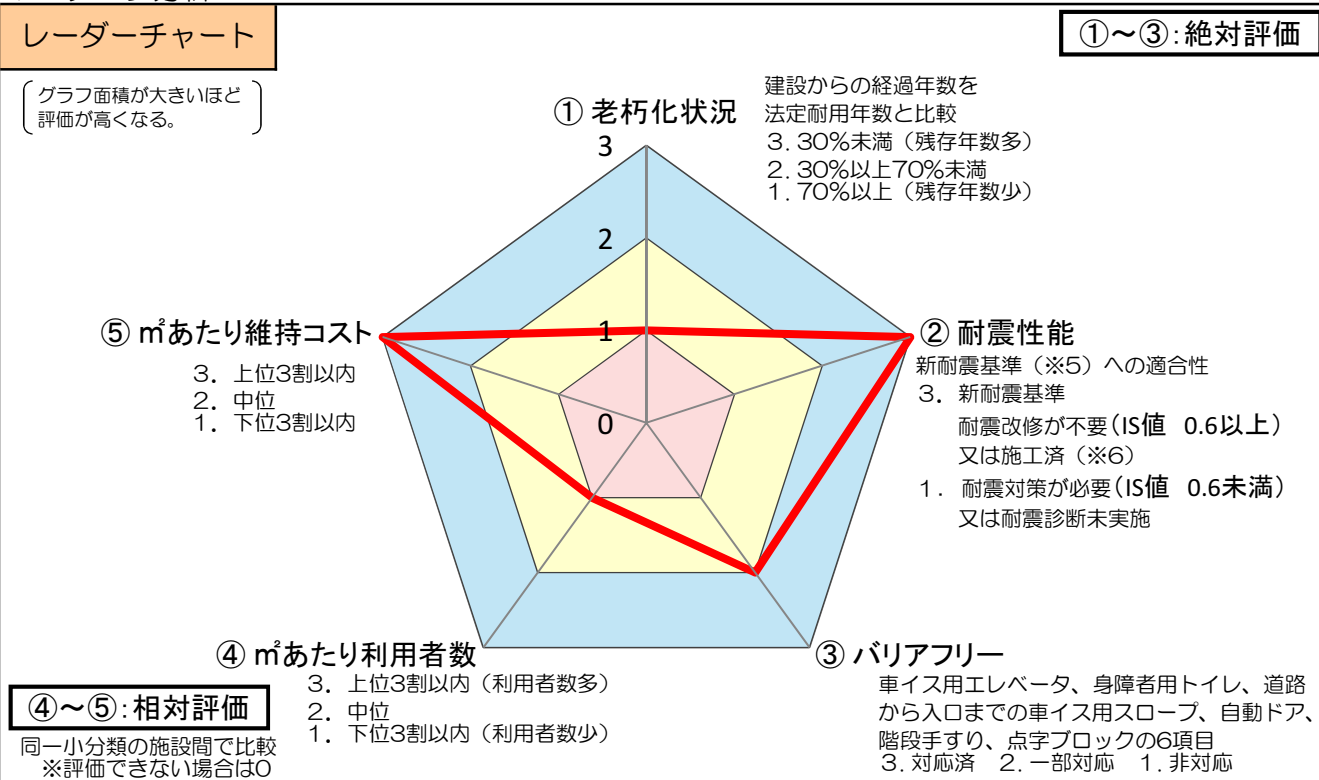 レーダーチャート
①～③:絶対評価
グラフ面積が大きいほど
評価が高くなる。
① 老朽化状況
建設からの経過年数を
法定耐用年数と比較
３.30%未満（残存年数多）
２.30%以上70%未満
１.70%以上（残存年数少）
3
2
1
0
② 耐震性能
新耐震基準（※5）への適合性
３．新耐震基準
耐震改修が不要(IS値 0.6以上)
又は施工済（※6）
１．耐震対策が必要(IS値 0.6未満)
又は耐震診断未実施
③ バリアフリー
車イス用エレベータ、身障者用トイレ、道路
から入口までの車イス用スロープ、自動ドア、
階段手すり、点字ブロックの6項目
３.対応済 ２.一部対応 １.非対応
④ ㎡あたり利用者数
３．上位3割以内（利用者数多）
２．中位
１．下位3割以内（利用者数少）
⑤ ㎡あたり維持コスト
３．上位3割以内
２．中位
１．下位3割以内
④～⑤:相対評価
同一小分類の施設間で比較
※評価できない場合は0